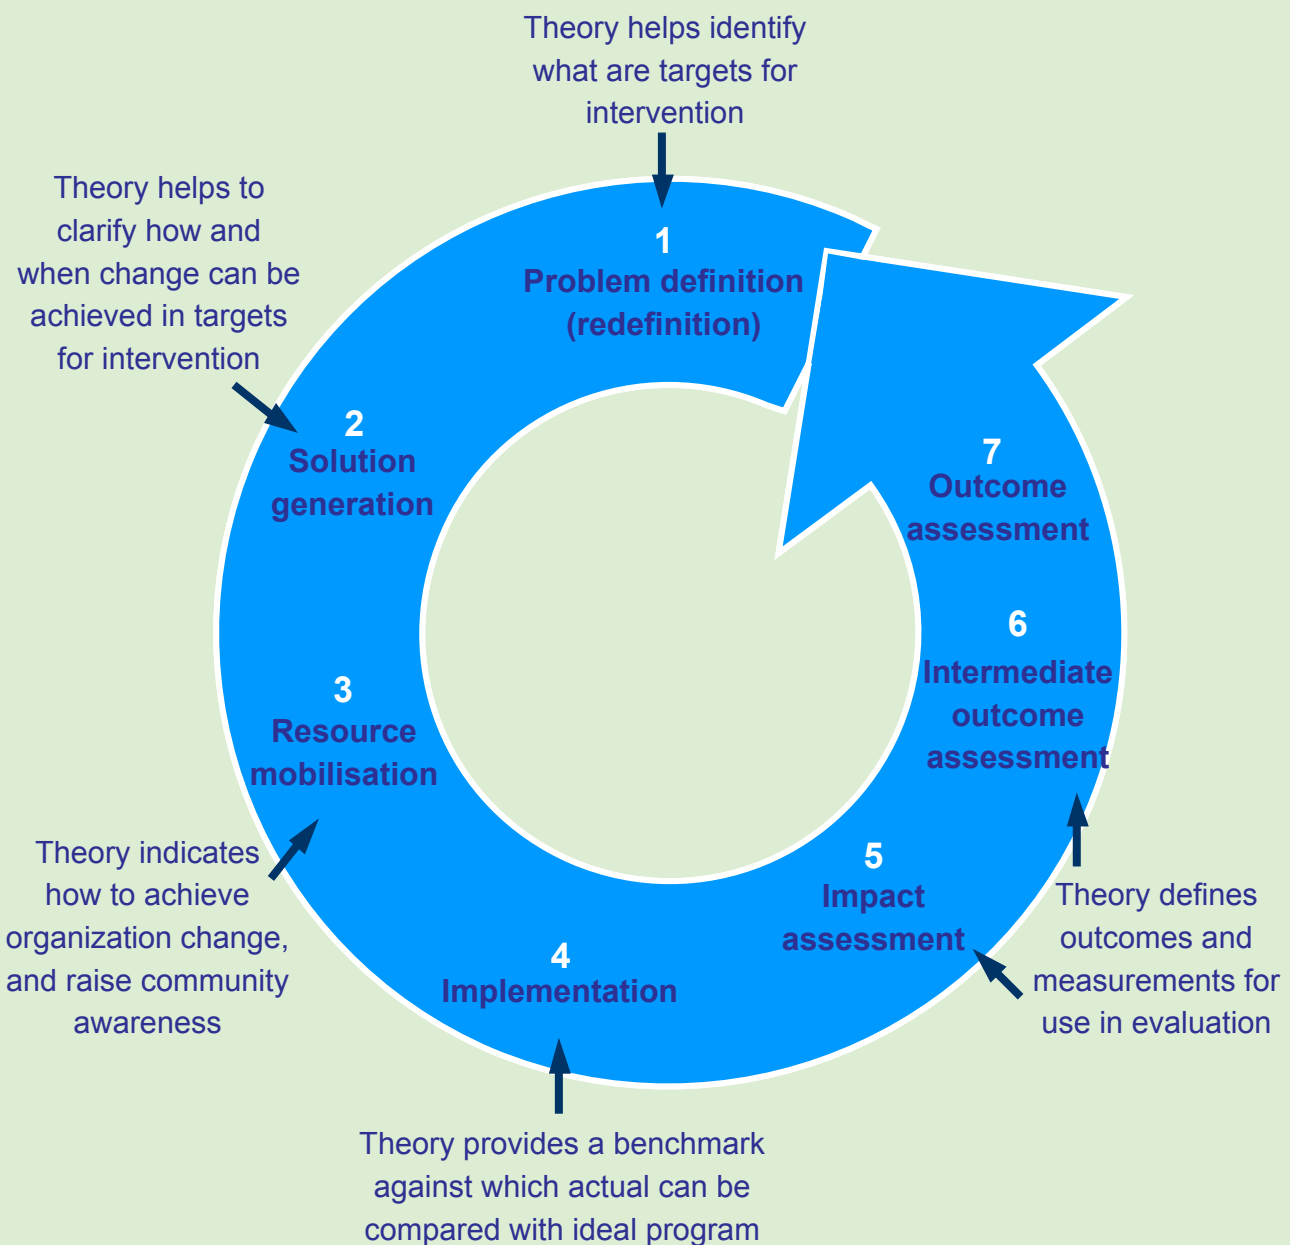 Theory helps identify
what are targets for
intervention
1
Problem definition
(redefinition)
Theory helps to
clarify how and
when change can be
achieved in targets
for intervention
2
Solution
generation
3
Resource
mobilisation
Theory indicates
how to achieve
organization change,
and raise community
awareness
4
Implementation
Theory provides a benchmark
against which actual can be
compared with ideal program
5
Impact
assessment
Theory defines
outcomes and
measurements for
use in evaluation
6
Intermediate
outcome
assessment
7
Outcome
assessment